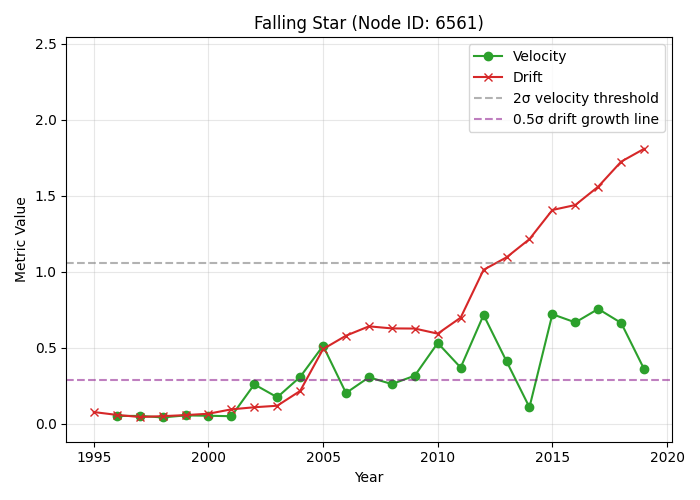 Falling Star (Node ID: 6561)
Velocity
Drift
2σ velocity threshold
0.5σ drift growth line
Metric Value
2.5
2.0
1.5
1.0
0.5
0.0
1995
2000
2005
2010
2015
2020
Year